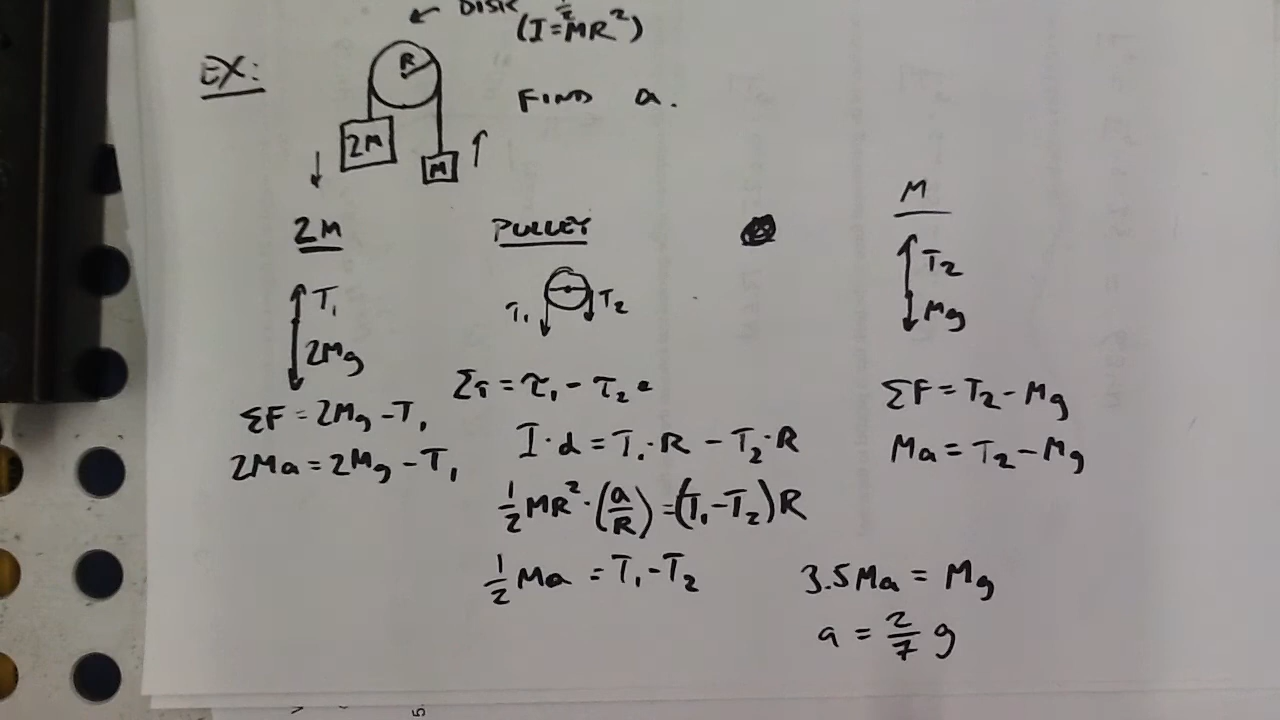 ← DISK
(I=½MR²)
EX:
R
FIND a.
2M
M
2M
PULLEY
M
T₁
2Mg
T₁ T₂
T₂
Mg
ΣF = 2Mg - T₁
2Ma = 2Mg - T₁
Στ = τ₁ - τ₂
I·α = T₁·R - T₂·R
½MR²·(a/R) = (T₁-T₂)R
½Ma = T₁-T₂
ΣF = T₂ - Mg
Ma = T₂ - Mg
3.5Ma = Mg
a = 2/7 g